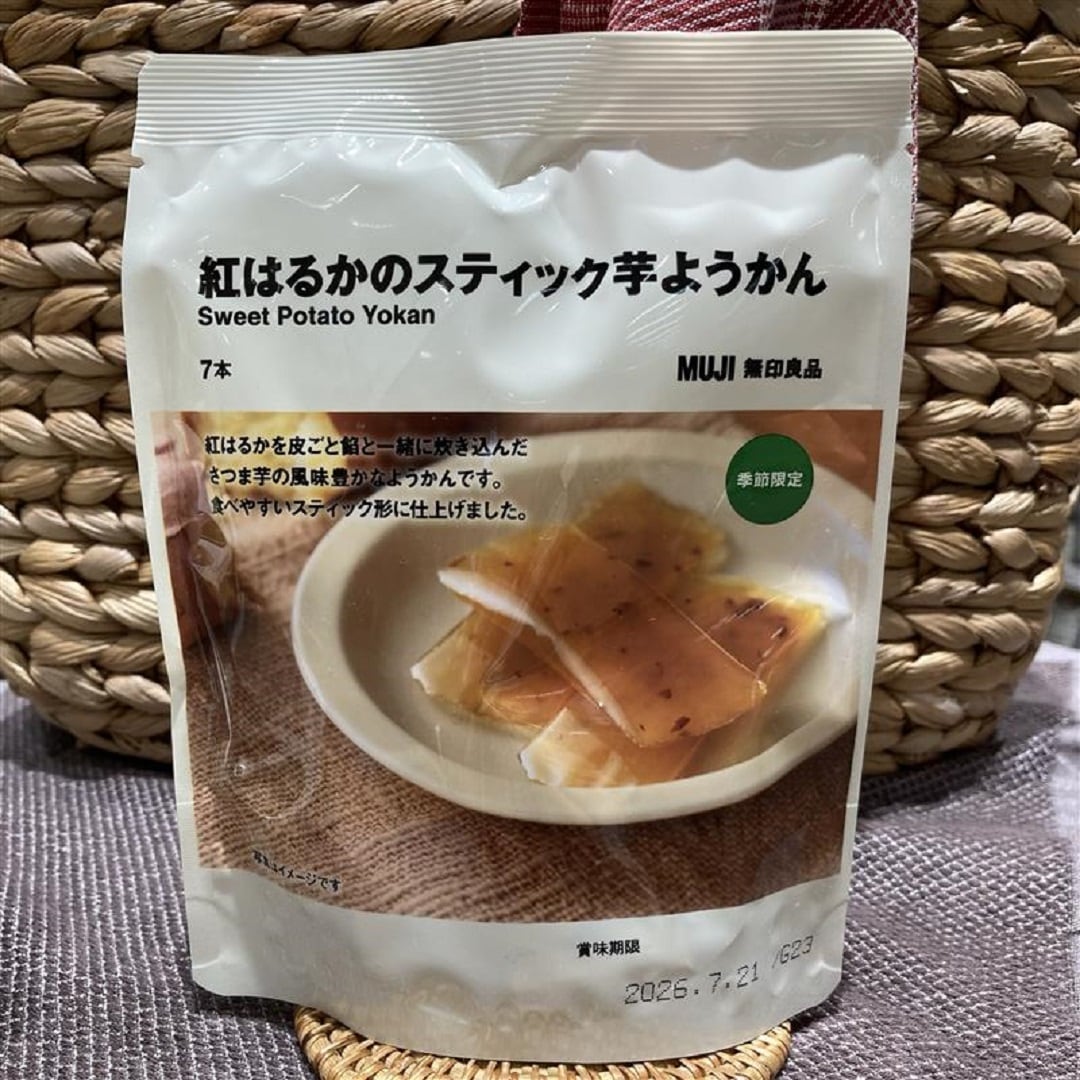 紅はるかのスティック芋ようかん
Sweet Potato Yokan
7本
MUJI 無印良品
紅はるかを皮ごと餡と一緒に炊き込んだ
さつま芋の風味豊かなようかんです。
食べやすいスティック形に仕上げました。
季節限定
写真はイメージです
賞味期限
2026.7.21 /G23